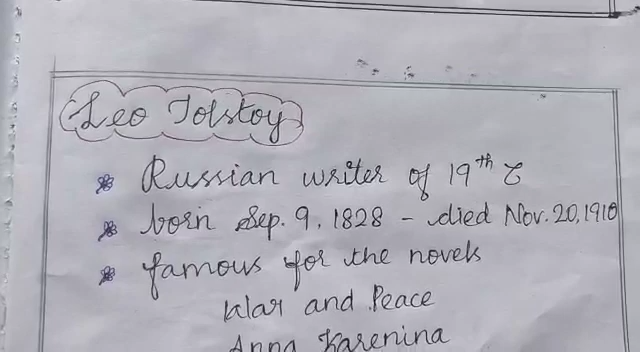 Leo Tolstoy
Russian writer of 19th C
born Sep. 9, 1828 - died Nov. 20, 1910
famous for the novels
War and Peace
Anna Karenina